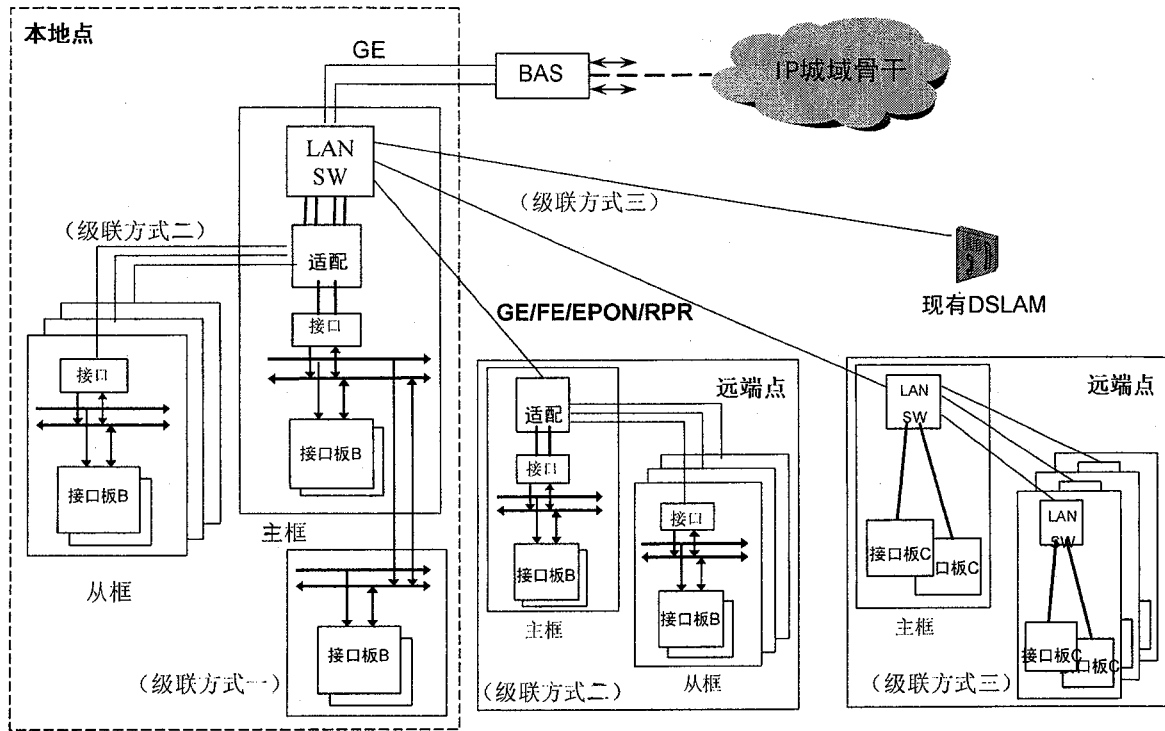 本地点
GE
BAS
IP城域骨干
LAN
SW
（级联方式三）
（级联方式二）
适配
现有DSLAM
GE/FE/EPON/RPR
接口
接口
接口板B
接口板B
主框
从框
接口板B
（级联方式一）
远端点
适配
接口
接口板B
主框
接口
接口板B
从框
（级联方式二）
远端点
LAN
SW
接口板C
口板C
主框
LAN
SW
接口板C
接口板C
（级联方式三）